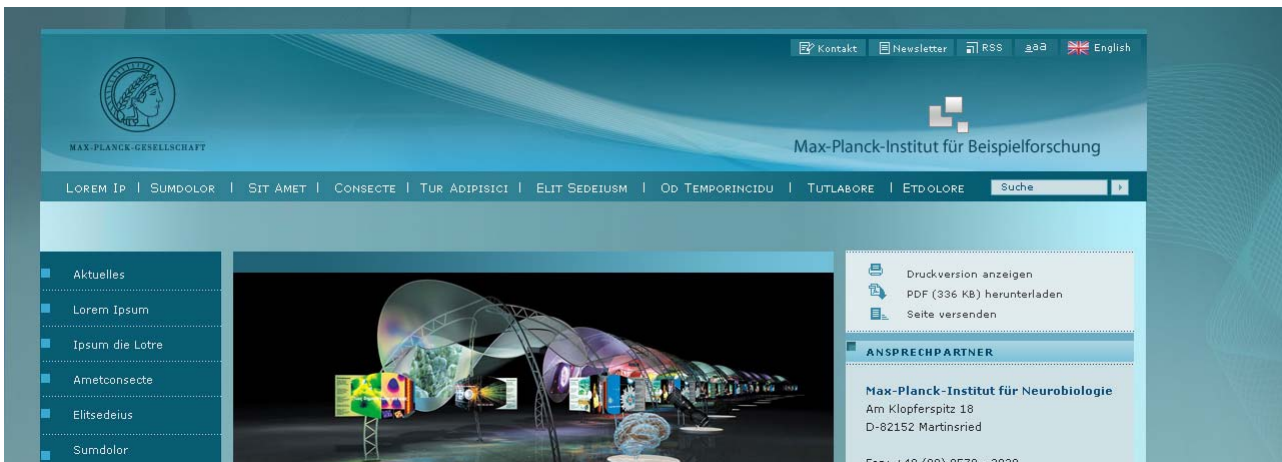 Kontakt Newsletter RSS aaa English
MAX-PLANCK-GESELLSCHAFT
Max-Planck-Institut für Beispielforschung
LOREM IP | SUMDOLOR | SIT AMET | CONSECTE | TUR ADIPISICI | ELIT SEDEIUSM | OD TEMPORINCIDU | TUTLABORE | ETDOLORE Suche
Aktuelles
Lorem Ipsum
Ipsum die Lotre
Ametconsecte
Elitsedeius
Sumdolor
Druckversion anzeigen
PDF (336 KB) herunterladen
Seite versenden
ANSPRECHPARTNER
Max-Planck-Institut für Neurobiologie
Am Klopferspitz 18
D-82152 Martinsried